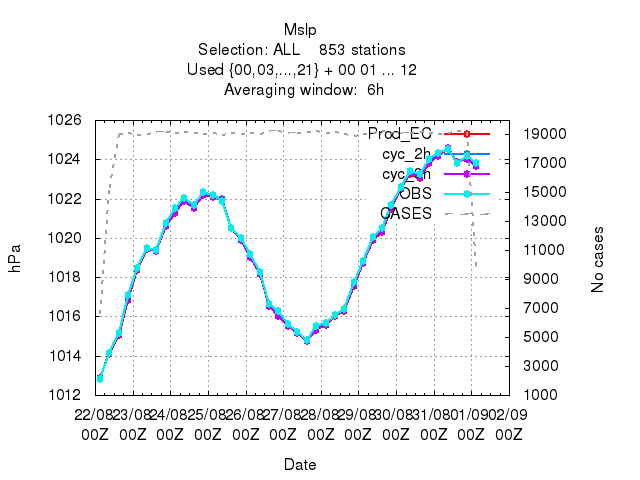 Mslp
Selection: ALL 853 stations
Used {00,03,...,21} + 00 01 ... 12
Averaging window: 6h
1026
1024
1022
1020
1018
1016
1014
1012
hPa
19000
17000
15000
13000
11000
9000
7000
5000
3000
1000
No cases
Prod_EC
cyc_2h
cyc_3h
OBS
CASES
22/08 23/08 24/08 25/08 26/08 27/08 28/08 29/08 30/08 31/08 01/09 02/09
00Z 00Z 00Z 00Z 00Z 00Z 00Z 00Z 00Z 00Z 00Z 00Z
Date